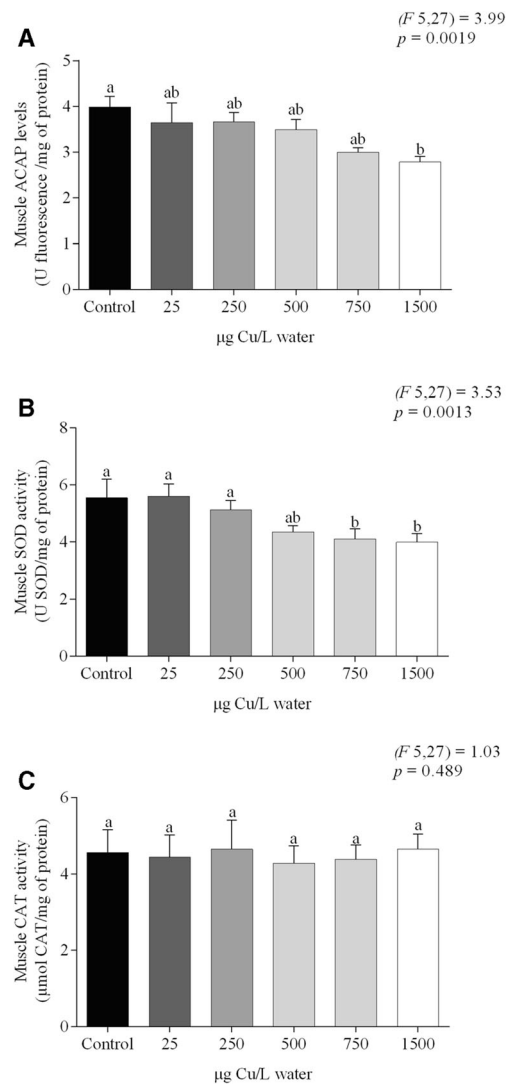 A
(F 5,27) = 3.99
p = 0.0019
Muscle ACAP levels
(U fluorescence /mg of protein)
5
4
3
2
1
0
a
ab
ab
ab
ab
b
Control 25 250 500 750 1500
μg Cu/L water
B
(F 5,27) = 3.53
p = 0.0013
Muscle SOD activity
(U SOD/mg of protein)
8
6
4
2
0
a
a
a
ab
b
b
Control 25 250 500 750 1500
μg Cu/L water
C
(F 5,27) = 1.03
p = 0.489
Muscle CAT activity
(μmol CAT/mg of protein)
6
4
2
0
a
a
a
a
a
a
Control 25 250 500 750 1500
μg Cu/L water